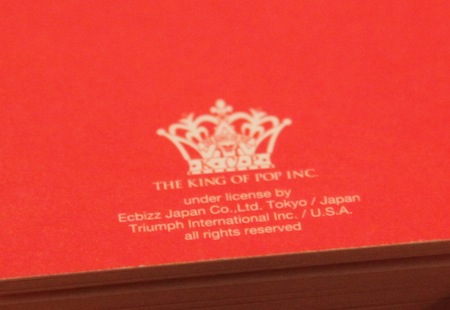 THE KING OF POP INC.
under license by
Ecbizz Japan Co.,Ltd. Tokyo / Japan
Triumph International Inc. / U.S.A.
all rights reserved